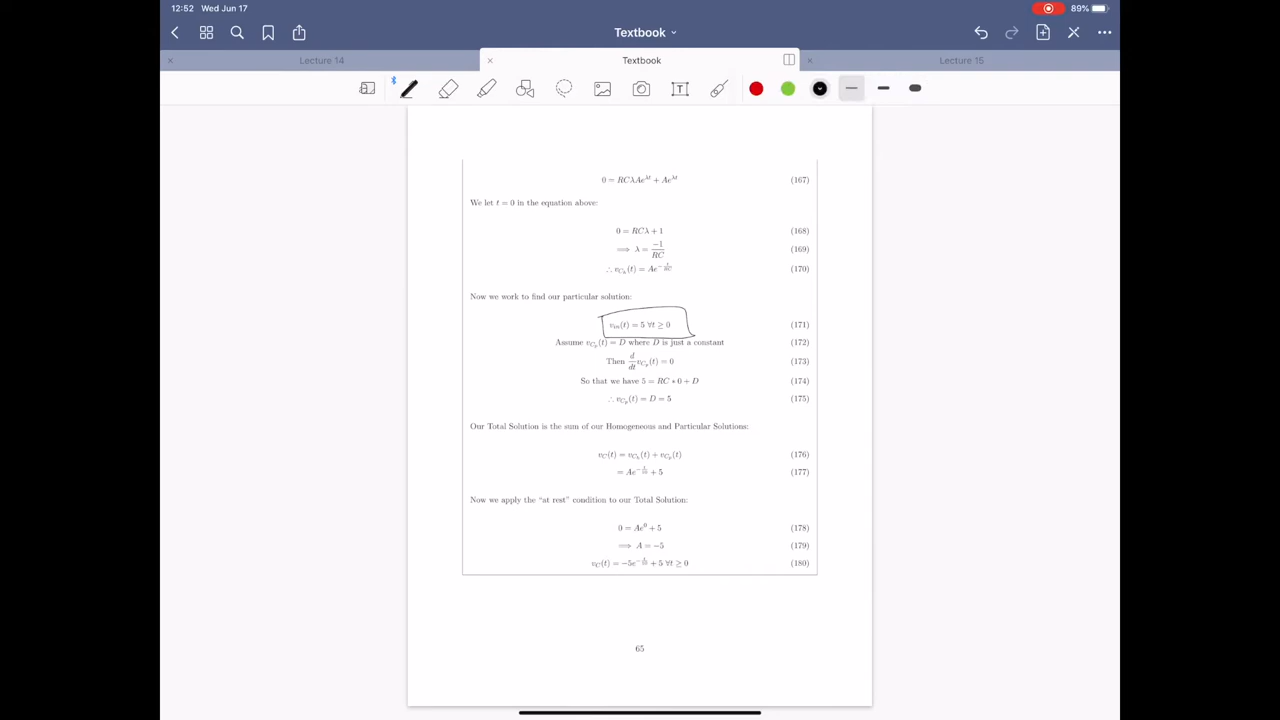 12:52 Wed Jun 17
89%
Textbook
Lecture 14
Textbook
Lecture 15
0 = RCλAe^{λt} + Ae^{λt} (167)
We let t = 0 in the equation above:
0 = RCλ + 1 (168)
⟹ λ = −1/RC (169)
∴ v_{C_h}(t) = Ae^{−t/RC} (170)
Now we work to find our particular solution:
v_{in}(t) = 5 ∀t ≥ 0 (171)
Assume v_{C_p}(t) = D where D is just a constant (172)
Then d/dt v_{C_p}(t) = 0 (173)
So that we have 5 = RC * 0 + D (174)
∴ v_{C_p}(t) = D = 5 (175)
Our Total Solution is the sum of our Homogeneous and Particular Solutions:
v_C(t) = v_{C_h}(t) + v_{C_p}(t) (176)
= Ae^{−t/RC} + 5 (177)
Now we apply the “at rest” condition to our Total Solution:
0 = Ae^0 + 5 (178)
⟹ A = −5 (179)
v_C(t) = −5e^{−t/RC} + 5 ∀t ≥ 0 (180)
65